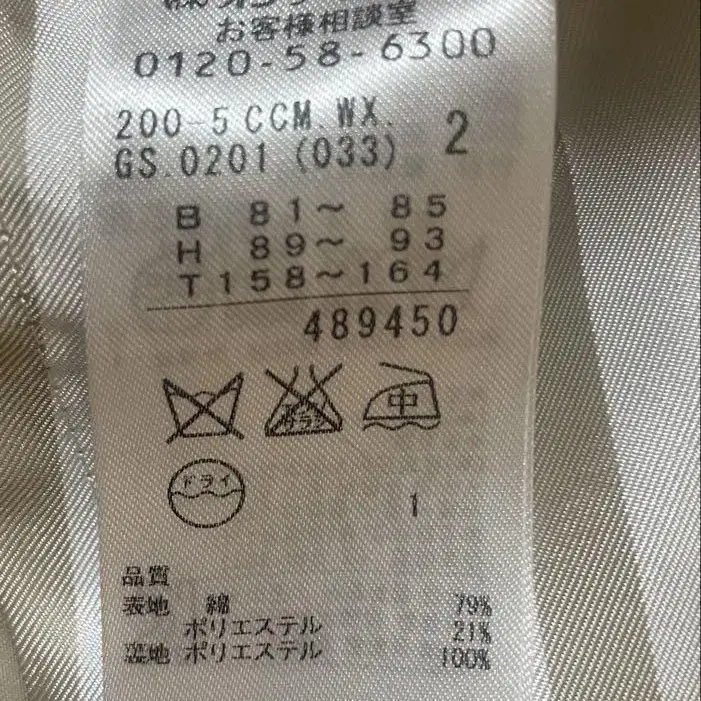 お客様相談室
0120-58-6300
200-5 CCM WX. 2
GS.0201 (033)
B 81~ 85
H 89~ 93
T158~164
489450
中
ドライ
1
品質
表地 綿 79%
ポリエステル 21%
裏地 ポリエステル 100%